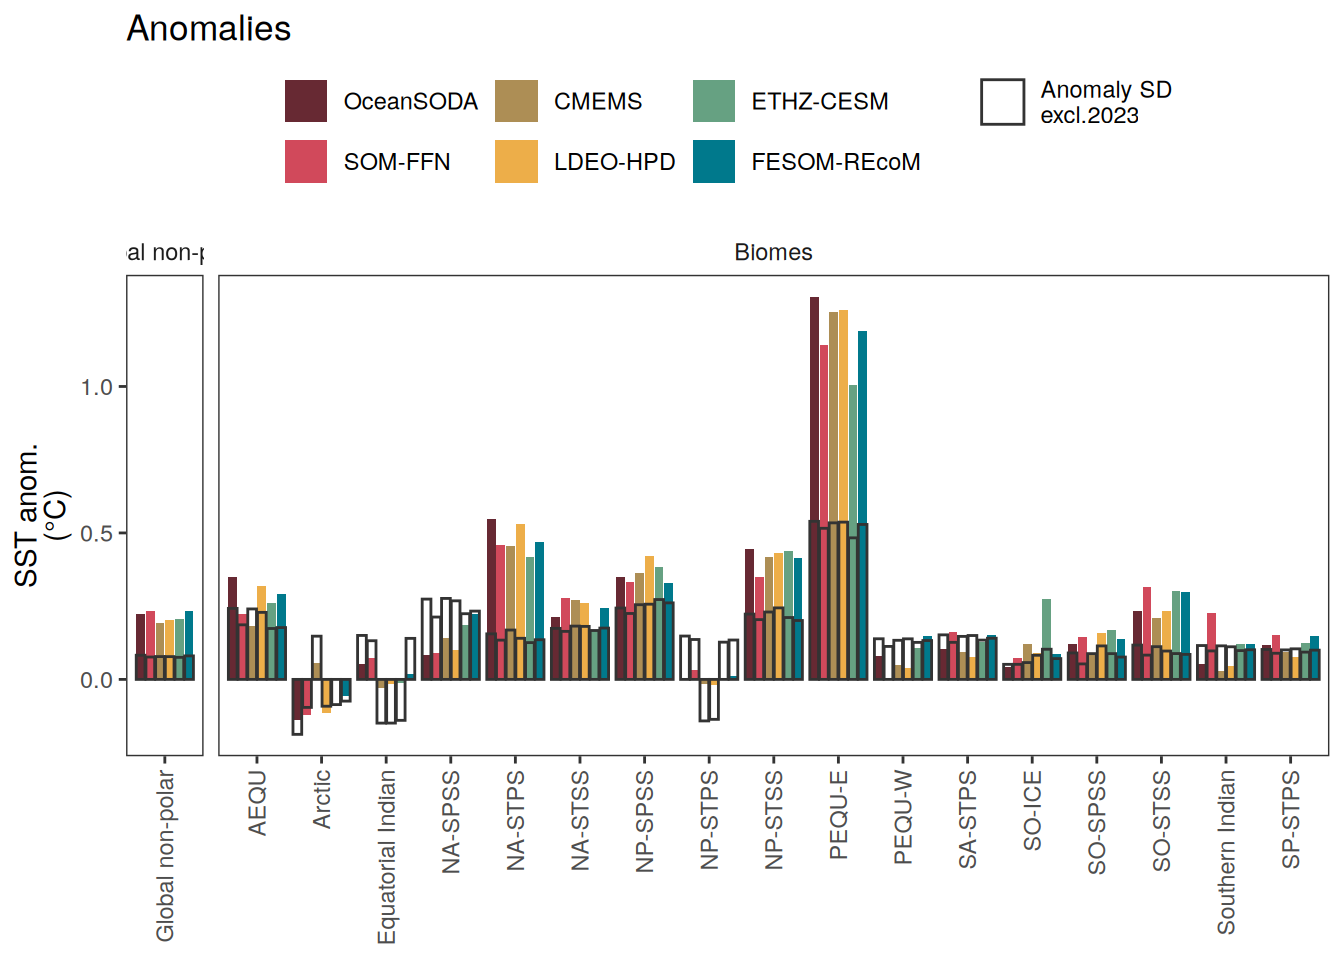 Anomalies
OceanSODA CMEMS ETHZ-CESM Anomaly SD
excl.2023
SOM-FFN LDEO-HPD FESOM-REcoM
al non-p Biomes
SST anom.
(°C)
1.0
0.5
0.0
Global non-polar
AEQU
Arctic
Equatorial Indian
NA-SPSS
NA-STPS
NA-STSS
NP-SPSS
NP-STPS
NP-STSS
PEQU-E
PEQU-W
SA-STPS
SO-ICE
SO-SPSS
SO-STSS
Southern Indian
SP-STPS